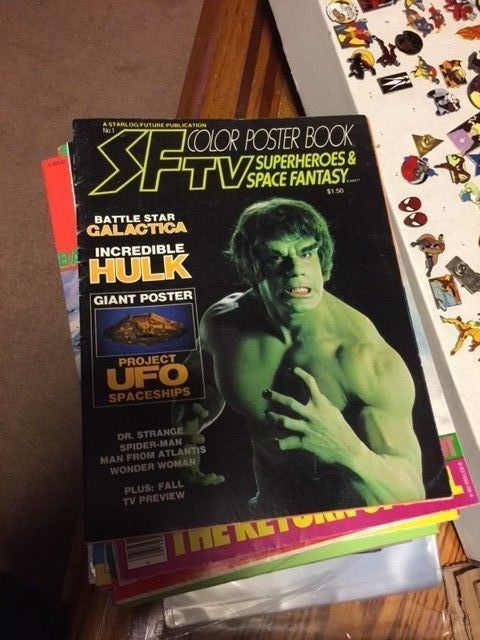 A STARLOG/FUTURE PUBLICATION
No.1
SFTV
COLOR POSTER BOOK
SUPERHEROES &
SPACE FANTASY
$1.50
BATTLE STAR
GALACTICA
INCREDIBLE
HULK
GIANT POSTER
PROJECT
UFO
SPACESHIPS
DR. STRANGE
SPIDER-MAN
MAN FROM ATLANTIS
WONDER WOMAN
PLUS: FALL
TV PREVIEW
THE RETURN